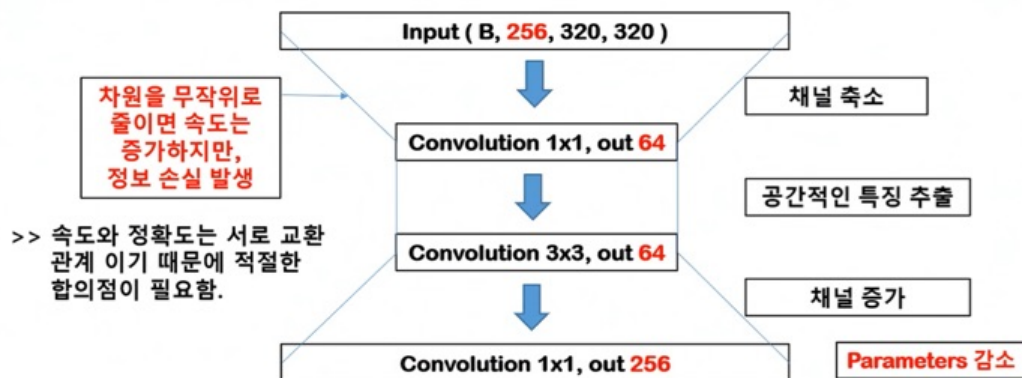 Input ( B, 256, 320, 320 )
차원을 무작위로
줄이면 속도는
증가하지만,
정보 손실 발생
채널 축소
Convolution 1x1, out 64
공간적인 특징 추출
>> 속도와 정확도는 서로 교환
관계 이기 때문에 적절한
합의점이 필요함.
Convolution 3x3, out 64
채널 증가
Convolution 1x1, out 256
Parameters 감소